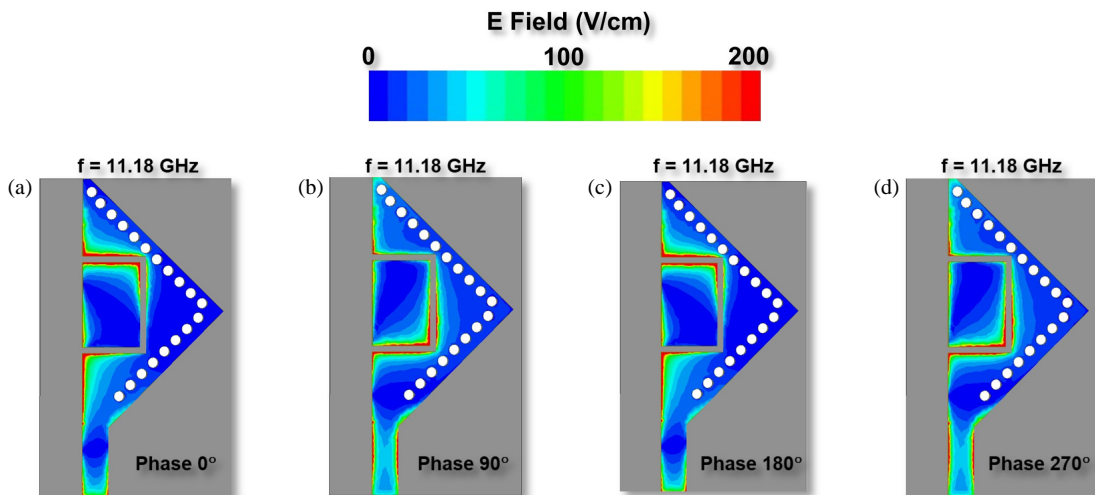 E Field (V/cm)
0 100 200
f = 11.18 GHz f = 11.18 GHz f = 11.18 GHz f = 11.18 GHz
(a) (b) (c) (d)
Phase 0° Phase 90° Phase 180° Phase 270°